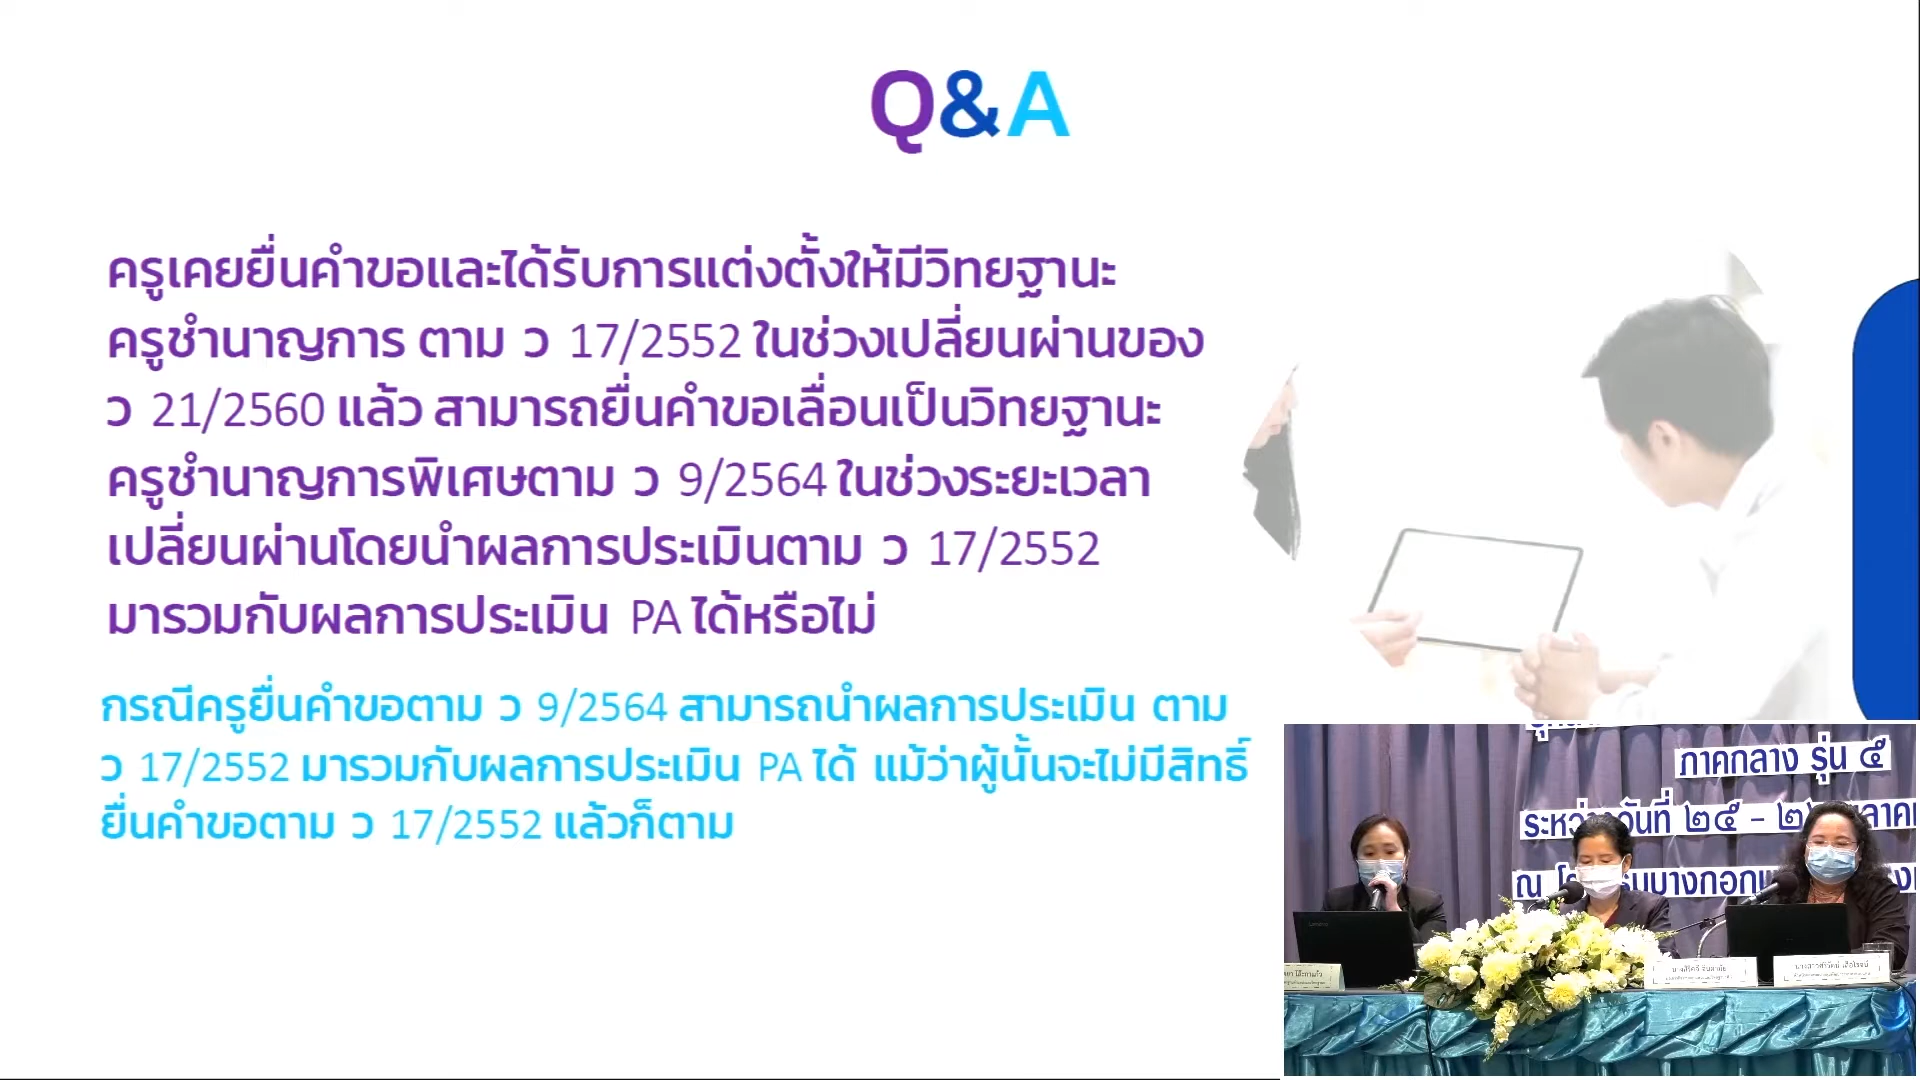 Q&A
ครูเคยยื่นคำขอและได้รับการแต่งตั้งให้มีวิทยฐานะ
ครูชำนาญการ ตาม ว 17/2552 ในช่วงเปลี่ยนผ่านของ
ว 21/2560 แล้ว สามารถยื่นคำขอเลื่อนเป็นวิทยฐานะ
ครูชำนาญการพิเศษตาม ว 9/2564 ในช่วงระยะเวลา
เปลี่ยนผ่านโดยนำผลการประเมินตาม ว 17/2552
มารวมกับผลการประเมิน PA ได้หรือไม่
กรณีครูยื่นคำขอตาม ว 9/2564 สามารถนำผลการประเมิน ตาม
ว 17/2552 มารวมกับผลการประเมิน PA ได้ แม้ว่าผู้นั้นจะไม่มีสิทธิ์
ยื่นคำขอตาม ว 17/2552 แล้วก็ตาม
ภาคกลาง รุ่น ๕
ระหว่างวันที่ ๒๕ –
ณ